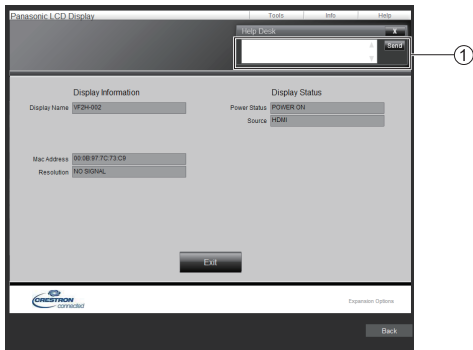 Panasonic LCD Display
Tools Info Help
Help Desk X
Send
①
Display Information Display Status
Display Name VF2H-002 Power Status POWER ON
Source HDMI
Mac Address 00:0B:97:7C:73:C9
Resolution NO SIGNAL
Exit
CRESTRON
connected
Expansion Options
Back